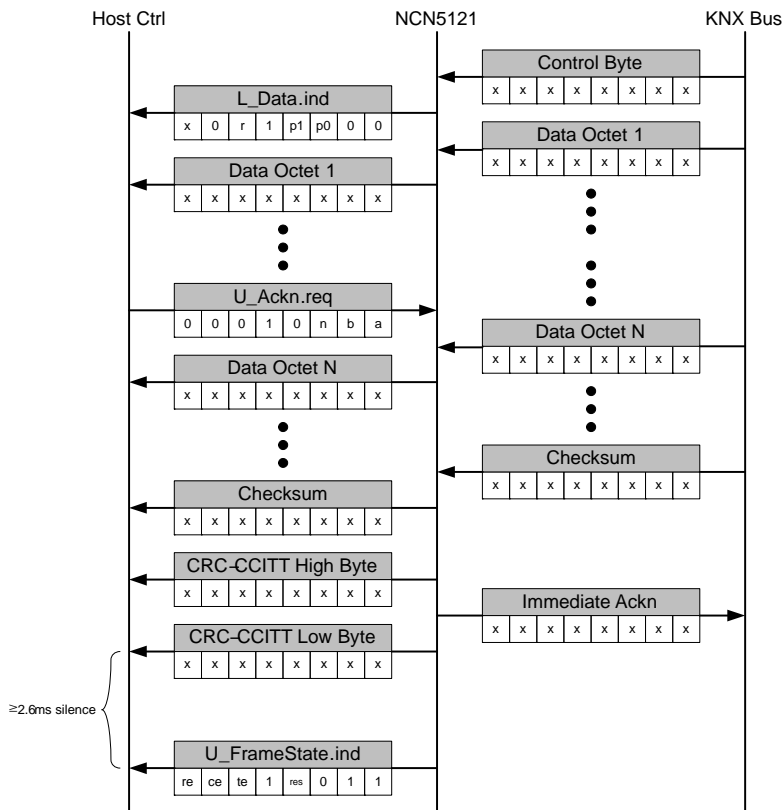 Host Ctrl NCN5121 KNX Bus
Control Byte
x x x x x x x x
L_Data.ind
x 0 r 1 p1 p0 0 0
Data Octet 1
x x x x x x x x
Data Octet 1
x x x x x x x x
U_Ackn.req
0 0 0 1 0 n b a
Data Octet N
x x x x x x x x
Data Octet N
x x x x x x x x
Checksum
x x x x x x x x
Checksum
x x x x x x x x
CRC-CCITT High Byte
x x x x x x x x
Immediate Ackn
x x x x x x x x
CRC-CCITT Low Byte
x x x x x x x x
≥2.6ms silence
U_FrameState.ind
re ce te 1 res 0 1 1